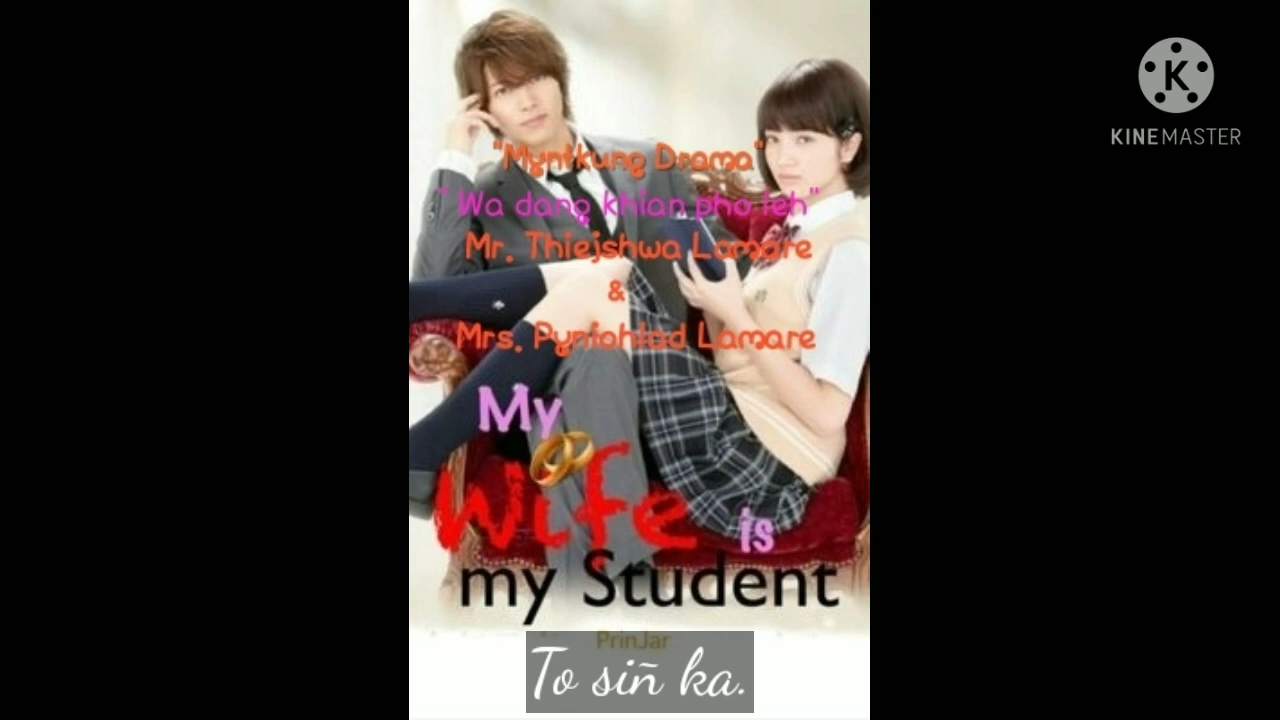 "Myntkung Drama"
" Wa dang khian pho leh"
Mr. Thiejshwa Lamare
&
Mrs. Pyniohlad Lamare
My
Wife is
my Student
PrinJar
To siñ ka.
K
KINEMASTER